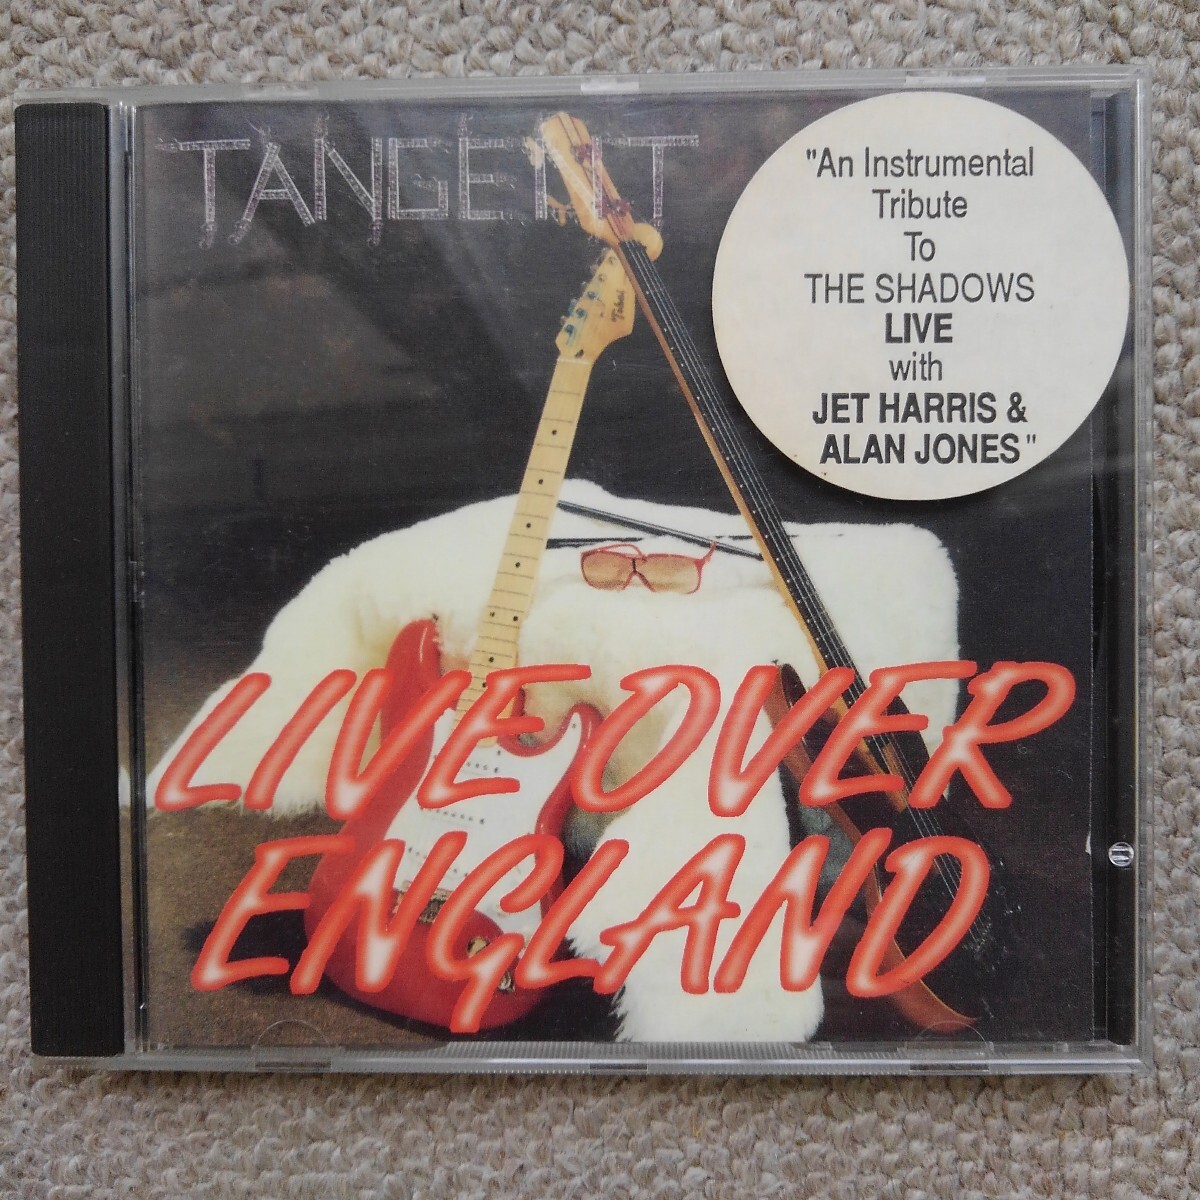 TANGENT
"An Instrumental
Tribute
To
THE SHADOWS
LIVE
with
JET HARRIS &
ALAN JONES"
LIVE OVER
ENGLAND